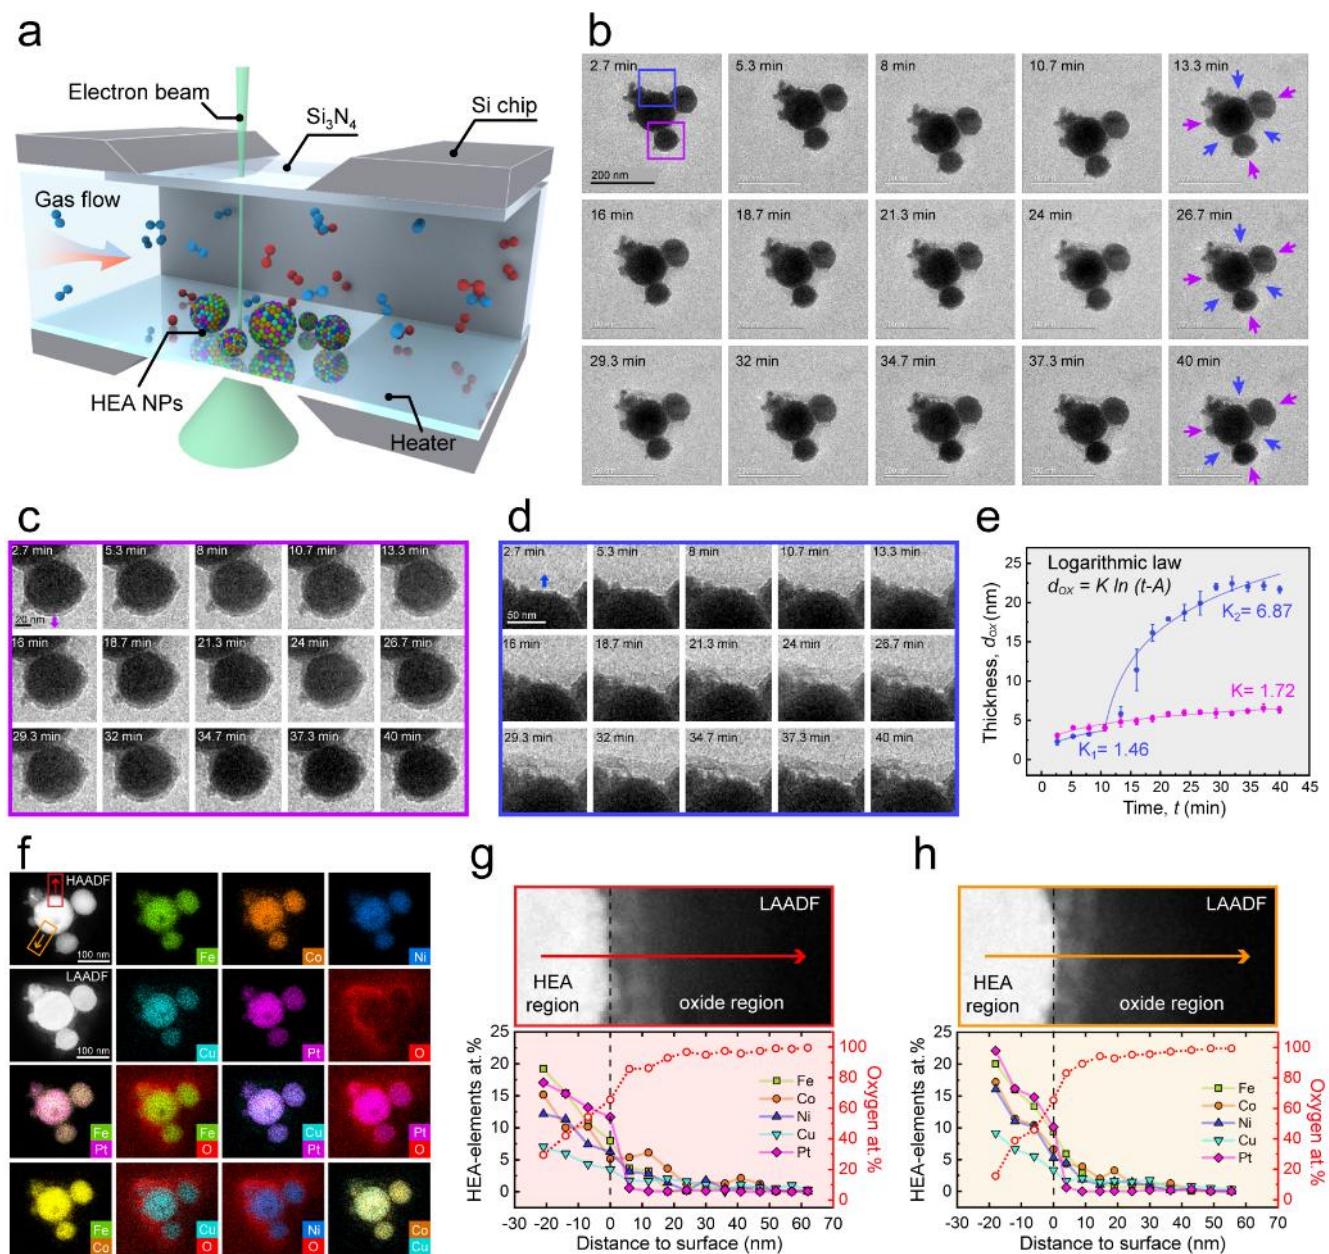 a
Electron beam
Si₃N₄
Si chip
Gas flow
HEA NPs
Heater
b
2.7 min
5.3 min
8 min
10.7 min
13.3 min
200 nm
16 min
18.7 min
21.3 min
24 min
26.7 min
29.3 min
32 min
34.7 min
37.3 min
40 min
c
2.7 min
5.3 min
8 min
10.7 min
13.3 min
20 nm
16 min
18.7 min
21.3 min
24 min
26.7 min
29.3 min
32 min
34.7 min
37.3 min
40 min
d
2.7 min
5.3 min
8 min
10.7 min
13.3 min
50 nm
16 min
18.7 min
21.3 min
24 min
26.7 min
29.3 min
32 min
34.7 min
37.3 min
40 min
e
Logarithmic law
d_OX = K ln (t-A)
K₂= 6.87
K= 1.72
K₁= 1.46
Thickness, d_OX (nm)
25
20
15
10
5
0
0 5 10 15 20 25 30 35 40 45
Time, t (min)
f
HAADF
100 nm
Fe
Co
Ni
LAADF
100 nm
Cu
Pt
O
Fe
Pt
Fe
O
Cu
Pt
Pt
O
Fe
Co
Cu
O
Ni
O
Co
Cu
g
LAADF
HEA
region
oxide region
HEA-elements at.%
25
20
15
10
5
0
Fe
Co
Ni
Cu
Pt
100
80
60
40
20
0
Oxygen at.%
-30 -20 -10 0 10 20 30 40 50 60 70
Distance to surface (nm)
h
LAADF
HEA
region
oxide region
HEA-elements at.%
25
20
15
10
5
0
Fe
Co
Ni
Cu
Pt
100
80
60
40
20
0
Oxygen at.%
-30 -20 -10 0 10 20 30 40 50 60 70
Distance to surface (nm)